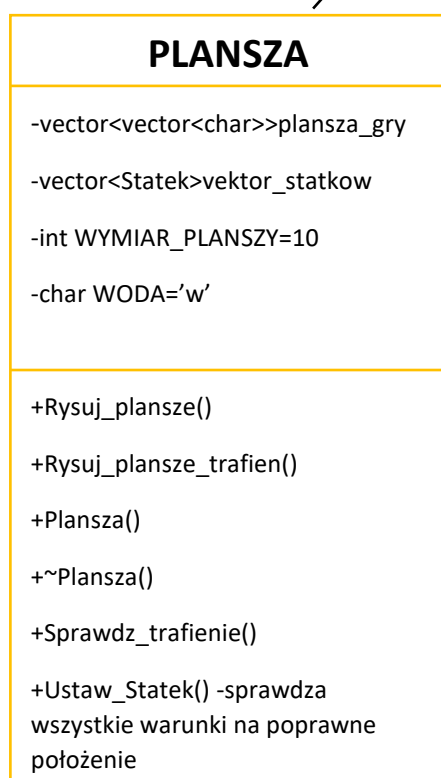 PLANSZA
-vector<vector<char>>plansza_gry
-vector<Statek>vektor_statkow
-int WYMIAR_PLANSZY=10
-char WODA=’w’
+Rysuj_plansze()
+Rysuj_plansze_trafien()
+Plansza()
+~Plansza()
+Sprawdz_trafienie()
+Ustaw_Statek() -sprawdza
wszystkie warunki na poprawne
położenie